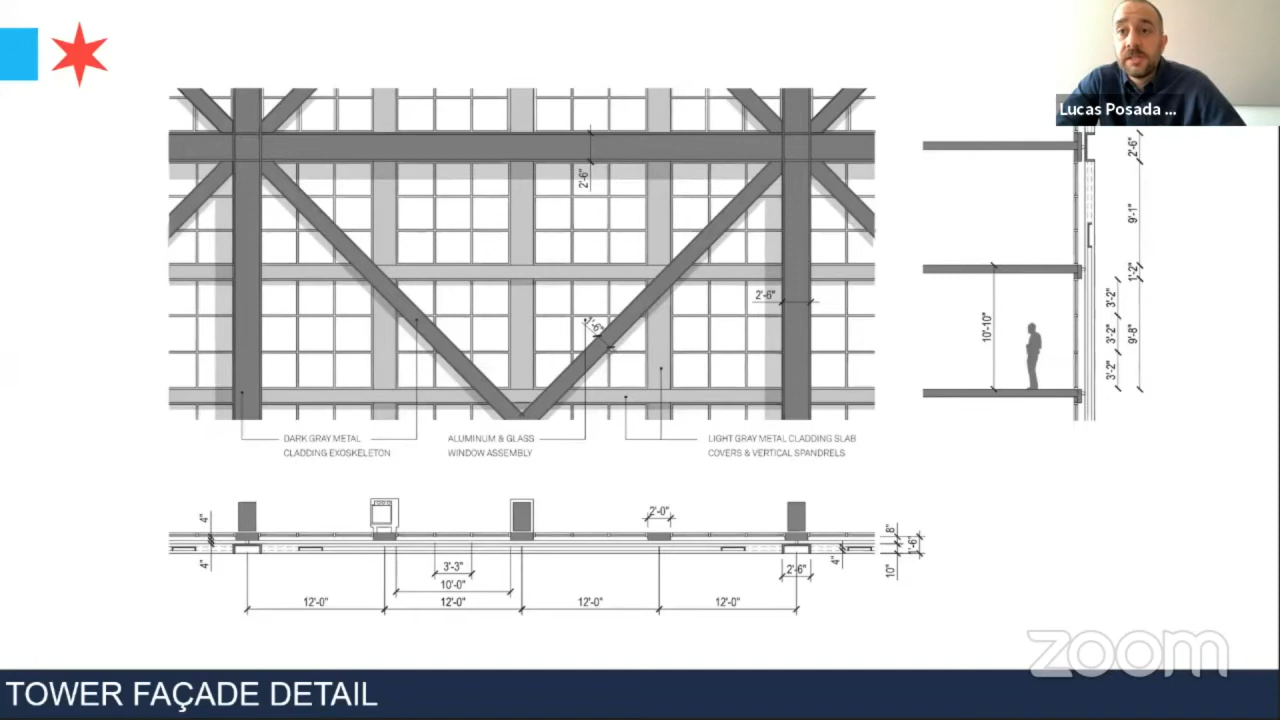 Lucas Posada ...
2'-6"
2'-6"
9'-1"
1'-2"
2'-6"
1'-6"
10'-10"
3'-2"
3'-2"
3'-2"
9'-8"
DARK GRAY METAL
CLADDING EXOSKELETON
ALUMINUM & GLASS
WINDOW ASSEMBLY
LIGHT GRAY METAL CLADDING SLAB
COVERS & VERTICAL SPANDRELS
4"
4"
2'-0"
8"
1'-6"
4"
10"
3'-3"
2'-6"
10'-0"
12'-0"
12'-0"
12'-0"
12'-0"
zoom
TOWER FAÇADE DETAIL